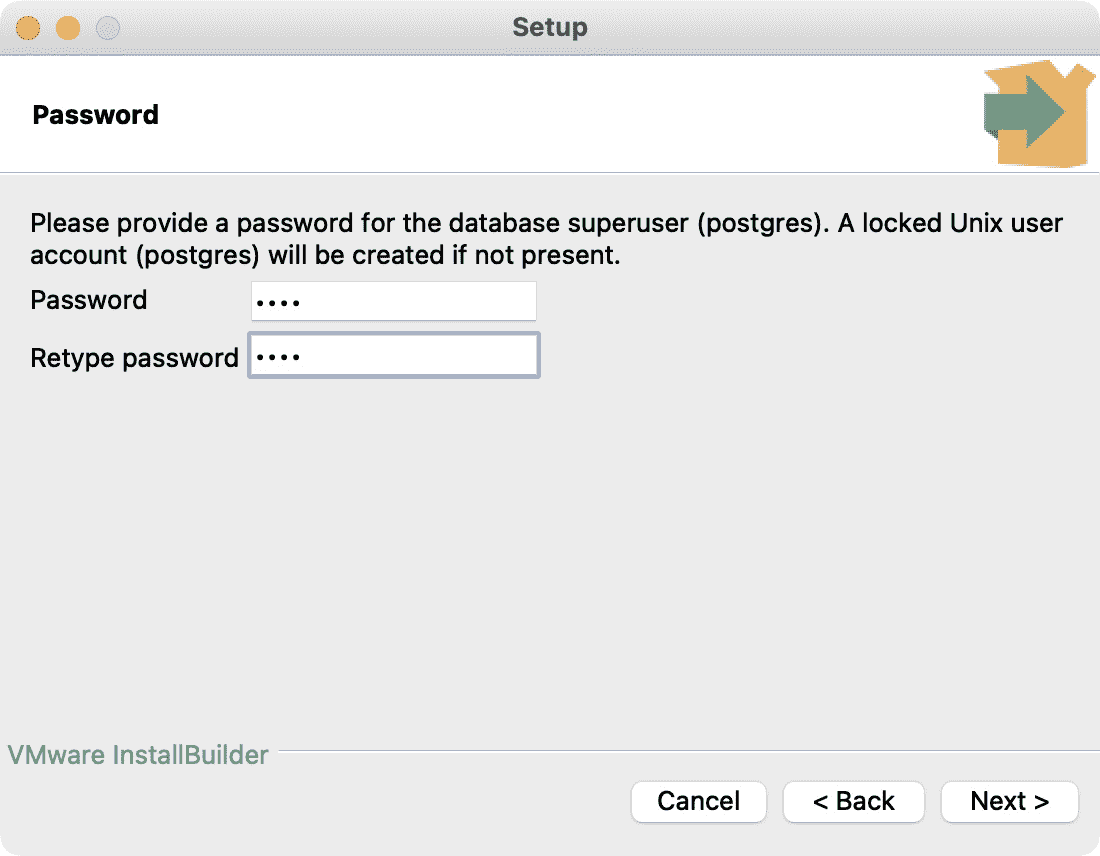 Setup
Password
Please provide a password for the database superuser (postgres). A locked Unix user
account (postgres) will be created if not present.
Password ••••
Retype password ••••
VMware InstallBuilder
Cancel < Back Next >